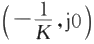 (-1/K, j0)